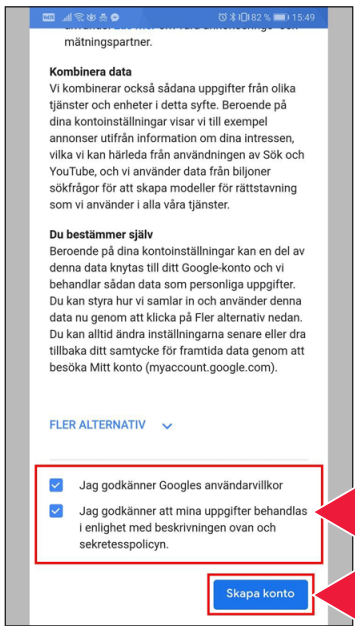 82 % 15:49
mätningspartner.
Kombinera data
Vi kombinerar också sådana uppgifter från olika
tjänster och enheter i detta syfte. Beroende på
dina kontoinställningar visar vi till exempel
annonser utifrån information om dina intressen,
vilka vi kan härleda från användningen av Sök och
YouTube, och vi använder data från biljoner
sökfrågor för att skapa modeller för rättstavning
som vi använder i alla våra tjänster.
Du bestämmer själv
Beroende på dina kontoinställningar kan en del av
denna data knytas till ditt Google-konto och vi
behandlar sådan data som personliga uppgifter.
Du kan styra hur vi samlar in och använder denna
data nu genom att klicka på Fler alternativ nedan.
Du kan alltid ändra inställningarna senare eller dra
tillbaka ditt samtycke för framtida data genom att
besöka Mitt konto (myaccount.google.com).
FLER ALTERNATIV
Jag godkänner Googles användarvillkor
Jag godkänner att mina uppgifter behandlas
i enlighet med beskrivningen ovan och
sekretesspolicyn.
Skapa konto